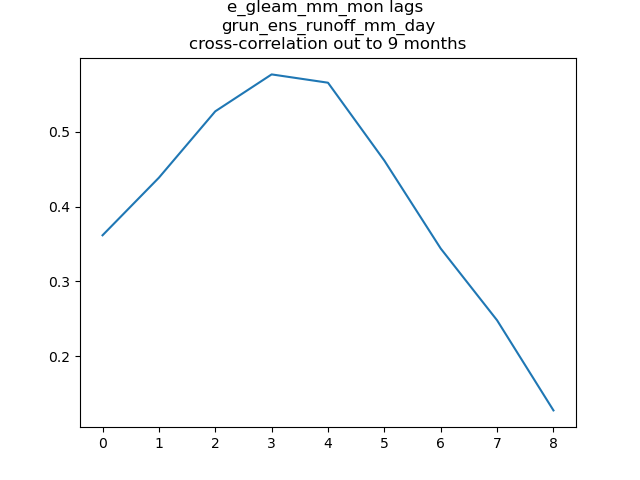 e_gleam_mm_mon lags
grun_ens_runoff_mm_day
cross-correlation out to 9 months
0.5
0.4
0.3
0.2
0 1 2 3 4 5 6 7 8